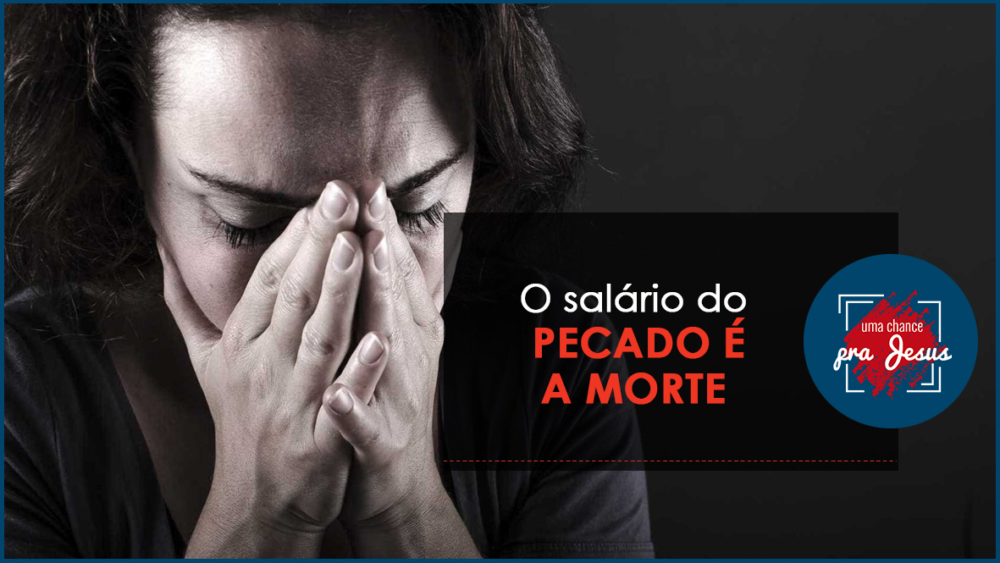 O salário do
PECADO É
A MORTE
uma chance
pra Jesus